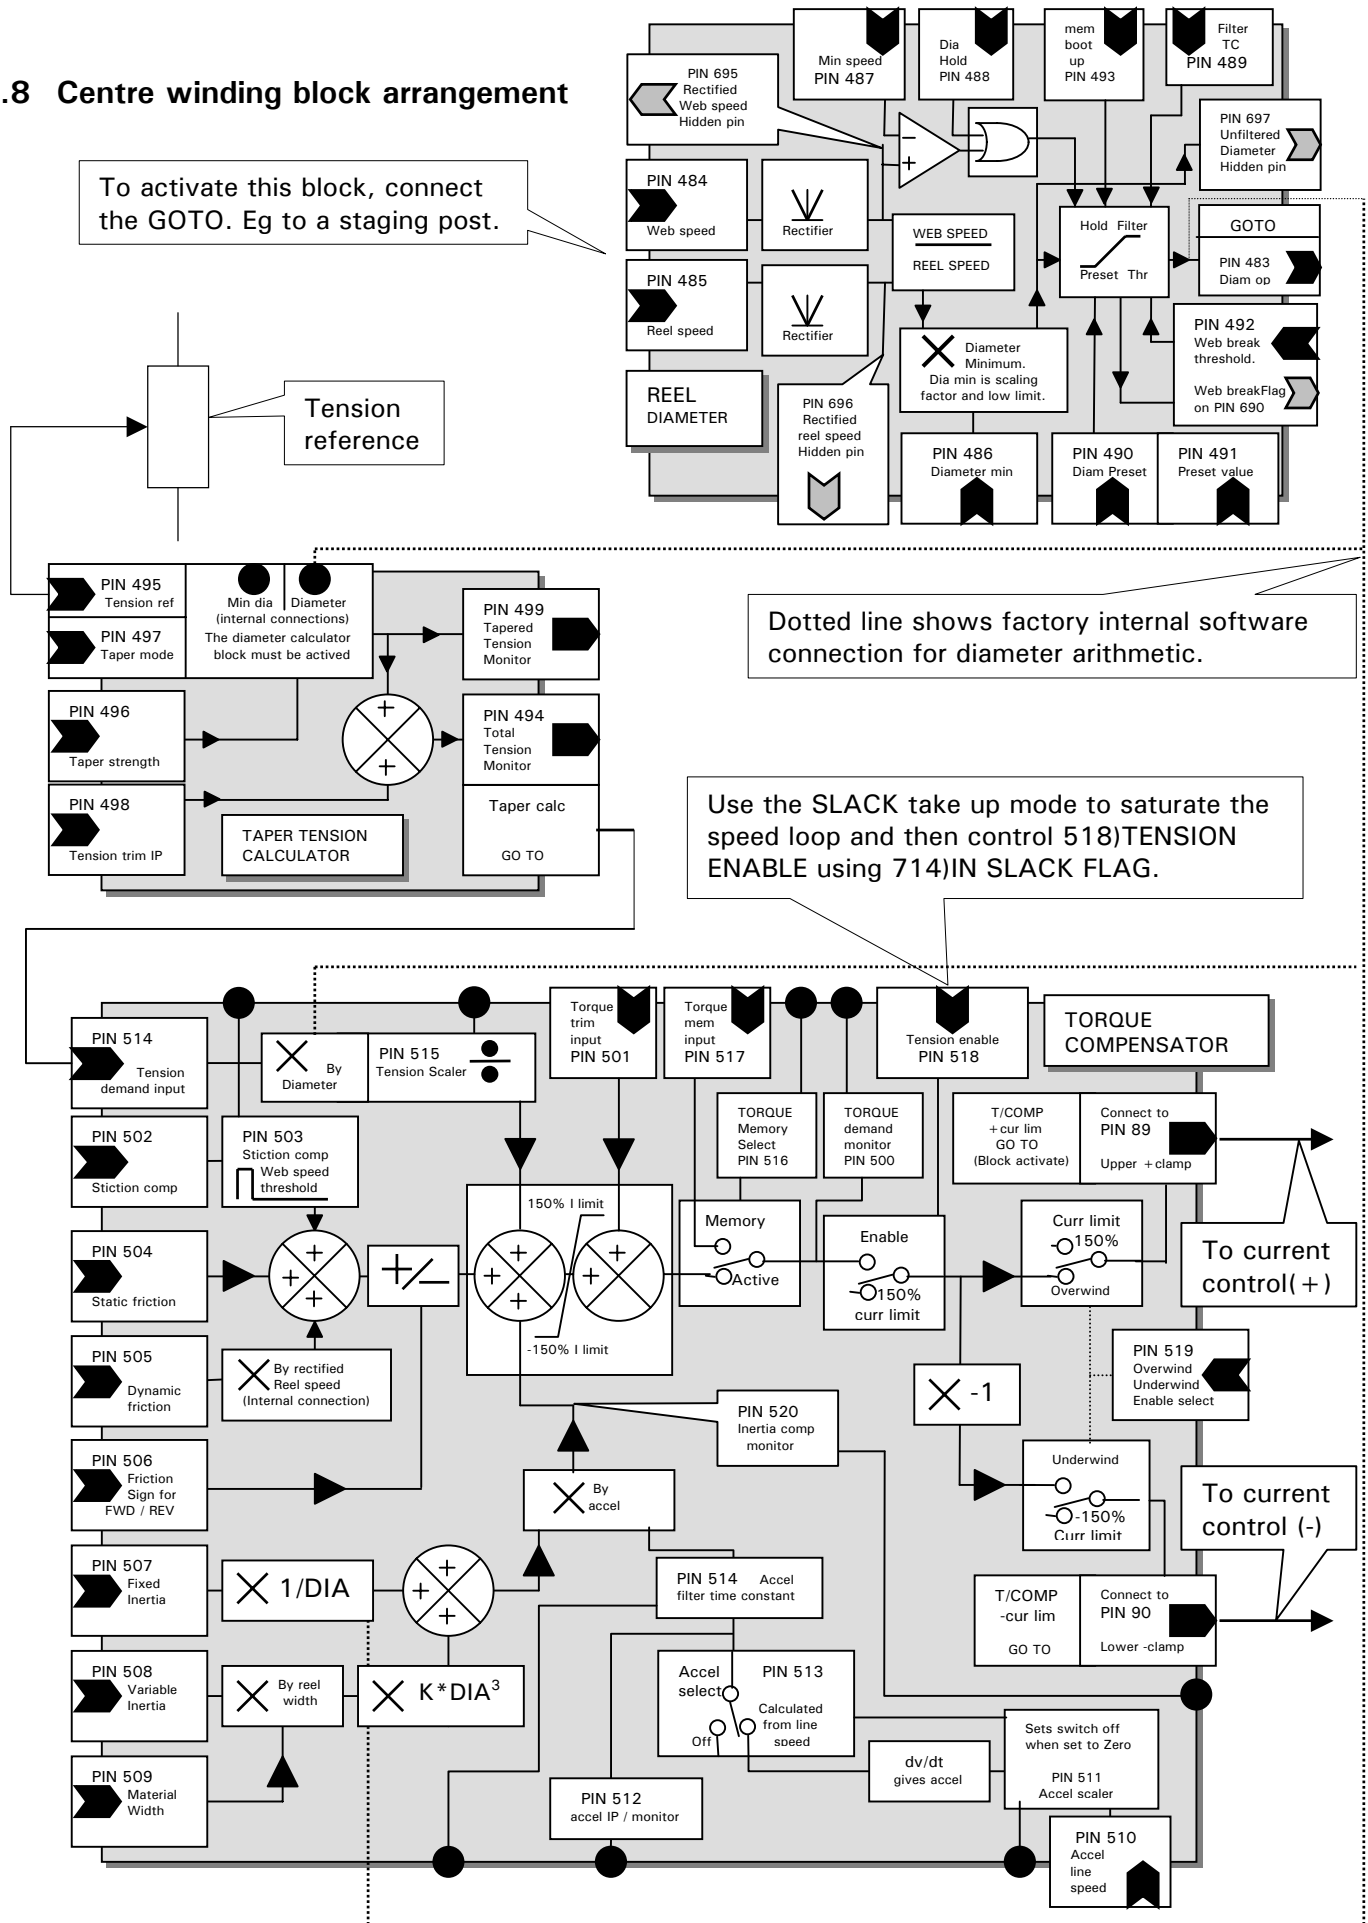 .8 Centre winding block arrangement
To activate this block, connect
the GOTO. Eg to a staging post.
Min speed
PIN 487
Dia
Hold
PIN 488
mem
boot
up
PIN 493
Filter
TC
PIN 489
PIN 695
Rectified
Web speed
Hidden pin
−
+
PIN 697
Unfiltered
Diameter
Hidden pin
PIN 484
Web speed
Rectifier
WEB SPEED
REEL SPEED
Hold Filter
Preset Thr
GOTO
PIN 483
Diam op
PIN 485
Reel speed
Rectifier
Diameter
Minimum.
Dia min is scaling
factor and low limit.
PIN 492
Web break
threshold.
Web breakFlag
on PIN 690
REEL
DIAMETER
PIN 696
Rectified
reel speed
Hidden pin
PIN 486
Diameter min
PIN 490
Diam Preset
PIN 491
Preset value
Tension
reference
PIN 495
Tension ref
PIN 497
Taper mode
Min dia
Diameter
(internal connections)
The diameter calculator
block must be actived
PIN 499
Tapered
Tension
Monitor
Dotted line shows factory internal software
connection for diameter arithmetic.
PIN 496
Taper strength
+
+
PIN 494
Total
Tension
Monitor
PIN 498
Tension trim IP
TAPER TENSION
CALCULATOR
Taper calc
GO TO
Use the SLACK take up mode to saturate the
speed loop and then control 518)TENSION
ENABLE using 714)IN SLACK FLAG.
PIN 514
Tension
demand input
By
Diameter
PIN 515
Tension Scaler
Torque
trim
input
PIN 501
Torque
mem
input
PIN 517
Tension enable
PIN 518
TORQUE
COMPENSATOR
PIN 502
Stiction comp
PIN 503
Stiction comp
Web speed
threshold
TORQUE
Memory
Select
PIN 516
TORQUE
demand
monitor
PIN 500
T/COMP
+cur lim
GO TO
(Block activate)
Connect to
PIN 89
Upper +clamp
PIN 504
Static friction
+
+ +
+
+/−
150% I limit
+
+ +
+
+
+ +
-150% I limit
Memory
Active
Enable
150%
curr limit
Curr limit
150%
Overwind
To current
control(+)
PIN 505
Dynamic
friction
By rectified
Reel speed
(Internal connection)
PIN 519
Overwind
Underwind
Enable select
-1
PIN 520
Inertia comp
monitor
PIN 506
Friction
Sign for
FWD / REV
By
accel
Underwind
-150%
Curr limit
To current
control (-)
PIN 507
Fixed
Inertia
1/DIA
+
+ +
+
PIN 514 Accel
filter time constant
T/COMP
-cur lim
GO TO
Connect to
PIN 90
Lower -clamp
PIN 508
Variable
Inertia
By reel
width
K*DIA³
Accel
select
PIN 513
Calculated
from line
speed
Off
Sets switch off
when set to Zero
PIN 511
Accel scaler
PIN 509
Material
Width
dv/dt
gives accel
PIN 512
accel IP / monitor
PIN 510
Accel
line
speed